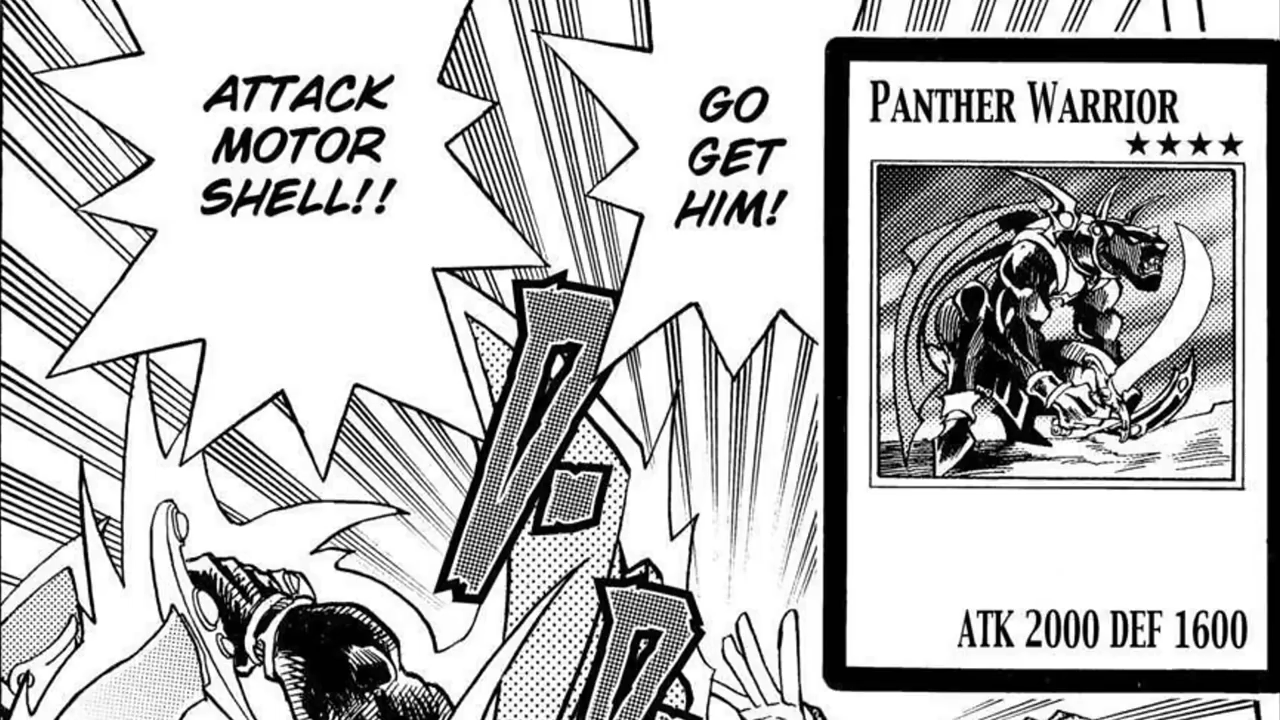 GO
GET
HIM!
ATTACK
MOTOR
SHELL!!
PANTHER WARRIOR
★★★★
ATK 2000 DEF 1600